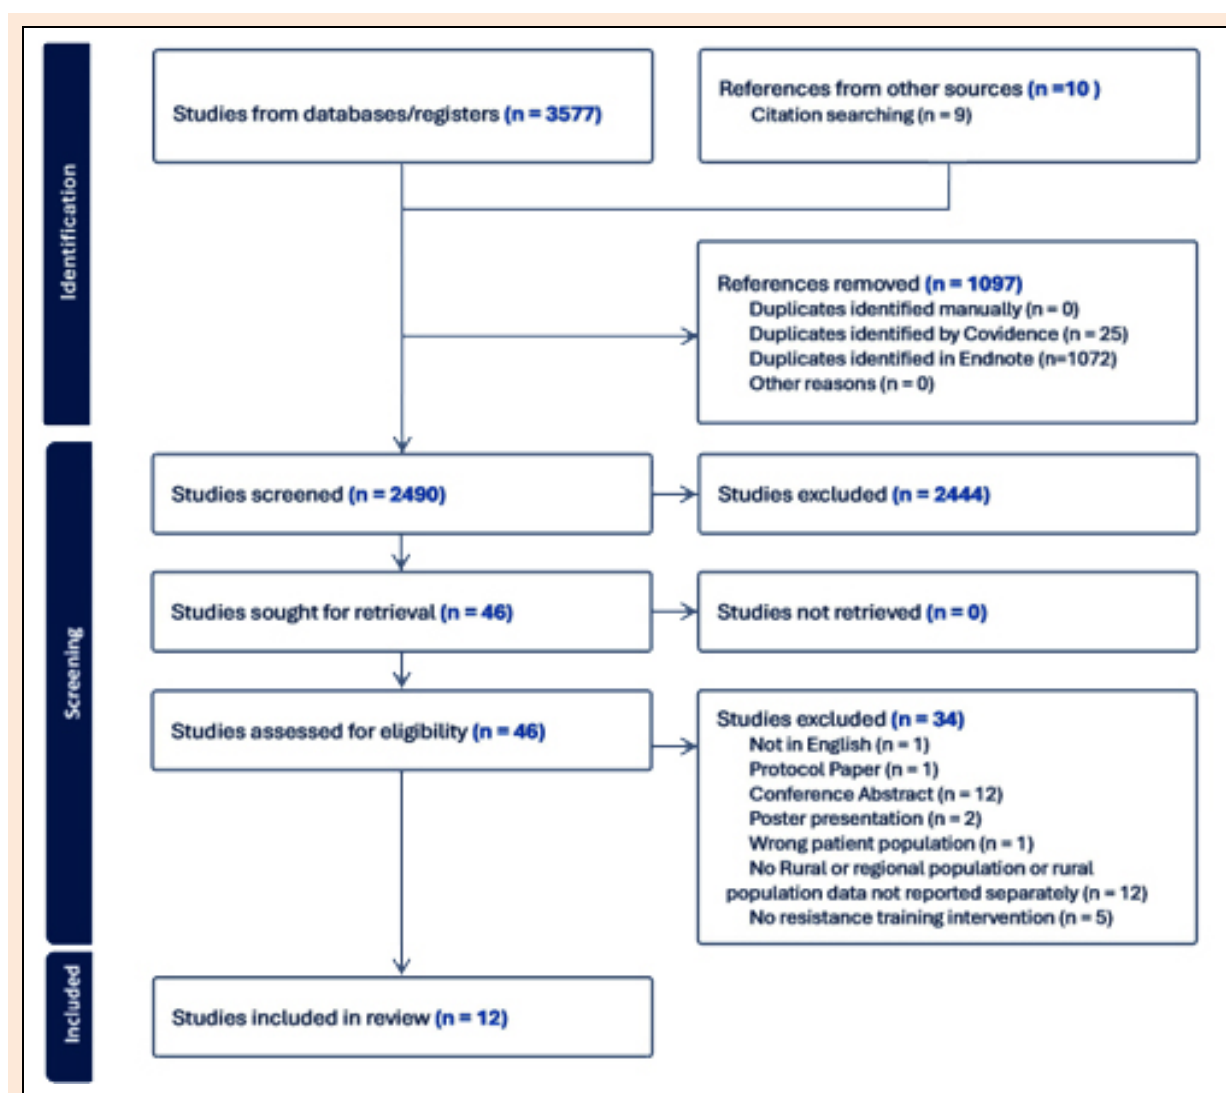 Identification
Studies from databases/registers (n = 3577)
References from other sources (n =10 )
Citation searching (n = 9)
References removed (n = 1097)
Duplicates identified manually (n = 0)
Duplicates identified by Covidence (n = 25)
Duplicates identified in Endnote (n=1072)
Other reasons (n = 0)
Screening
Studies screened (n = 2490)
Studies excluded (n = 2444)
Studies sought for retrieval (n = 46)
Studies not retrieved (n = 0)
Studies assessed for eligibility (n = 46)
Studies excluded (n = 34)
Not in English (n = 1)
Protocol Paper (n = 1)
Conference Abstract (n = 12)
Poster presentation (n = 2)
Wrong patient population (n = 1)
No Rural or regional population or rural
population data not reported separately (n = 12)
No resistance training intervention (n = 5)
Included
Studies included in review (n = 12)